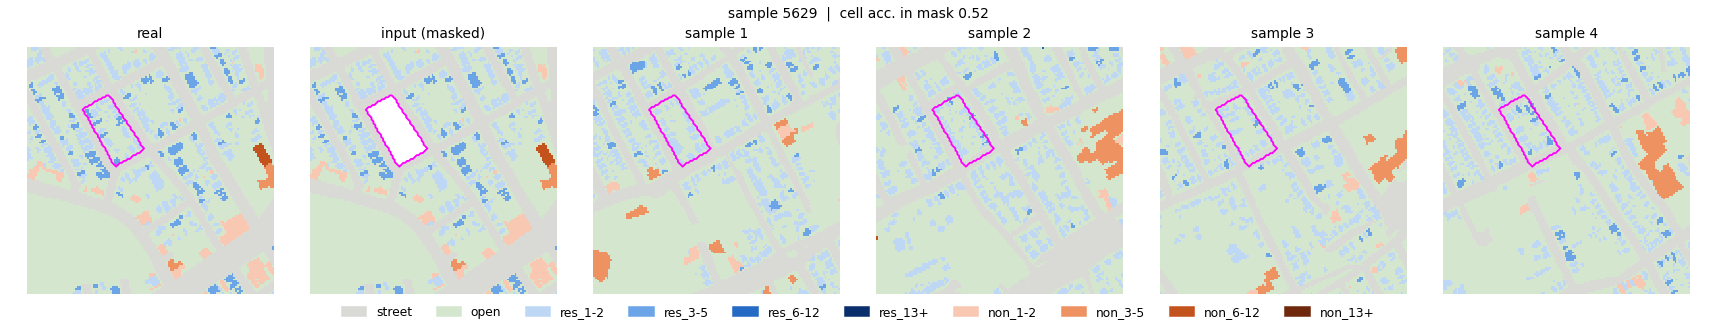 sample 5629  |  cell acc. in mask 0.52
real
input (masked)
sample 1
sample 2
sample 3
sample 4
street
open
res_1-2
res_3-5
res_6-12
res_13+
non_1-2
non_3-5
non_6-12
non_13+